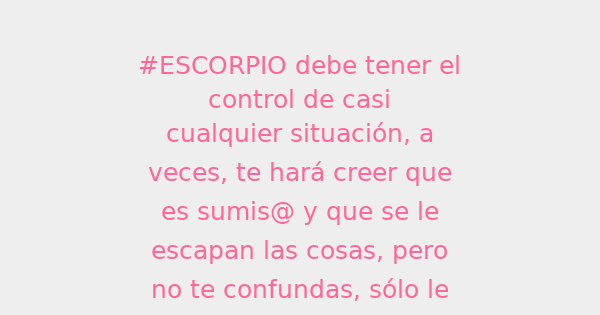 #ESCORPIO debe tener el
control de casi
cualquier situación, a
veces, te hará creer que
es sumis@ y que se le
escapan las cosas, pero
no te confundas, sólo le